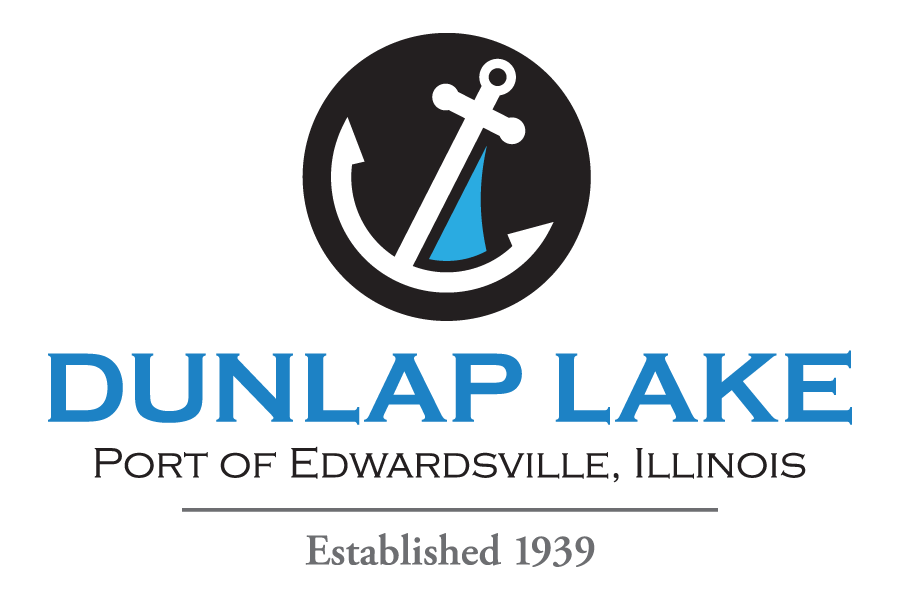 DUNLAP LAKE
PORT OF EDWARDSVILLE, ILLINOIS
Established 1939